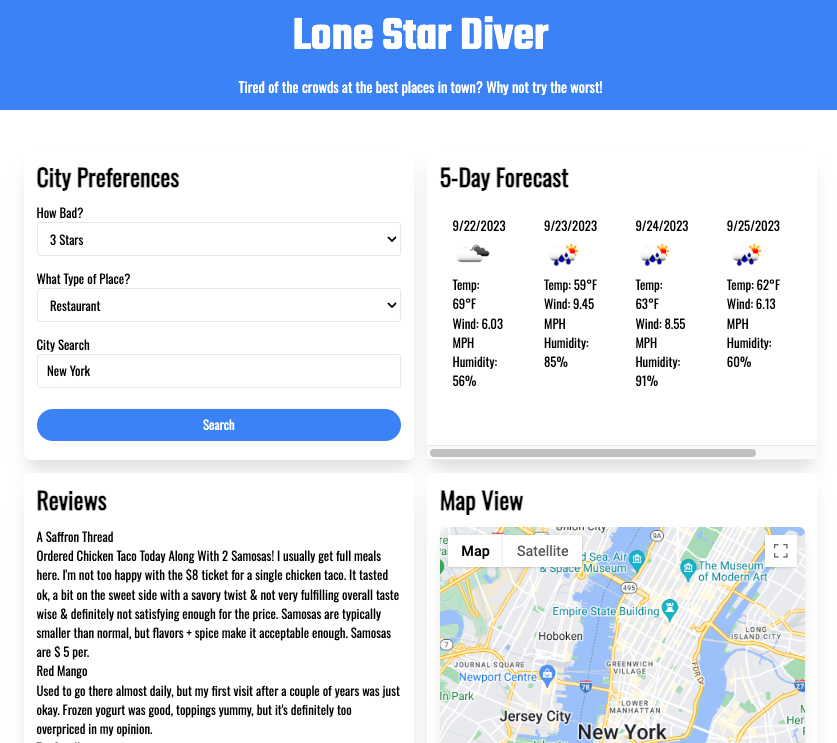 Lone Star Diver
Tired of the crowds at the best places in town? Why not try the worst!
City Preferences
How Bad?
3 Stars
What Type of Place?
Restaurant
City Search
New York
Search
5-Day Forecast
9/22/2023
Temp:
69°F
Wind: 6.03
MPH
Humidity:
56%
9/23/2023
Temp: 59°F
Wind: 9.45
MPH
Humidity:
85%
9/24/2023
Temp:
63°F
Wind: 8.55
MPH
Humidity:
91%
9/25/2023
Temp: 62°F
Wind: 6.13
MPH
Humidity:
60%
Reviews
A Saffron Thread
Ordered Chicken Taco Today Along With 2 Samosas! I usually get full meals
here. I'm not too happy with the $8 ticket for a single chicken taco. It tasted
ok, a bit on the sweet side with a savory twist & not very fulfilling overall taste
wise & definitely not satisfying enough for the price. Samosas are typically
smaller than normal, but flavors + spice make it acceptable enough. Samosas
are $ 5 per.
Red Mango
Used to go there almost daily, but my first visit after a couple of years was just
okay. Frozen yogurt was good, toppings yummy, but it's definitely too
overpriced in my opinion.
Map View
Union City
9A
Map
Satellite
d Sea, Air
& Space Museum
The Museum
of Modern Art
495
Empire State Building
Hoboken
LONG
ISLAND CITY
7
JOURNAL SQUARE
GREENWICH
VILLAGE
Newport Centre
78
FDR Dr
27
n Park
LOWER
MANHATTAN
Jersey City
New York